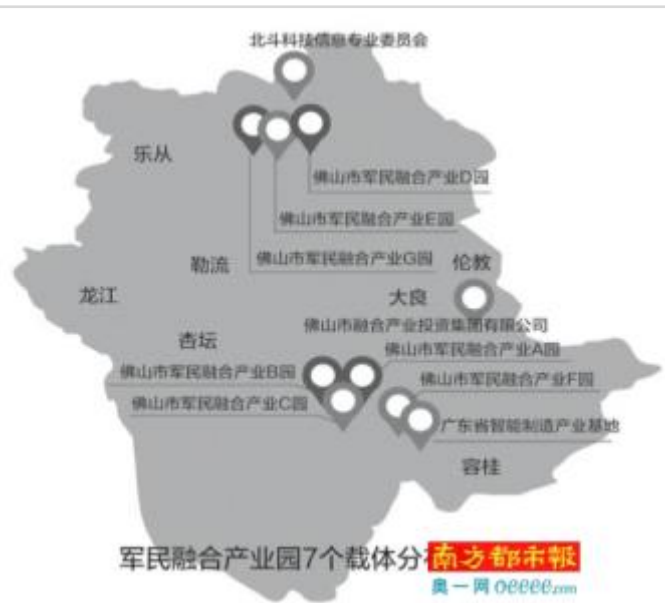 北斗科技信息专业委员会
乐从
佛山市军民融合产业D园
佛山市军民融合产业E园
佛山市军民融合产业G园
勒流
伦教
龙江
大良
佛山市融合产业投资集团有限公司
杏坛
佛山市军民融合产业A园
佛山市军民融合产业B园
佛山市军民融合产业F园
佛山市军民融合产业C园
广东省智能制造产业基地
容桂
军民融合产业园7个载体分
南方都市报
奥一网 oeeee.com